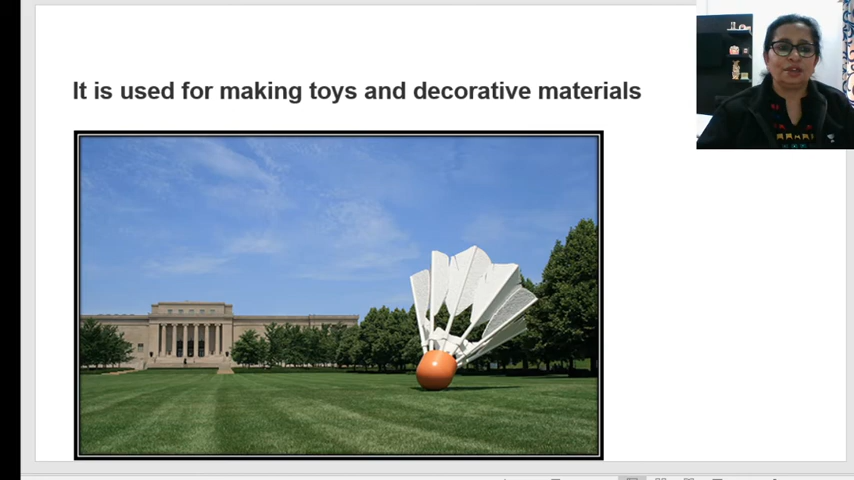 It is used for making toys and decorative materials